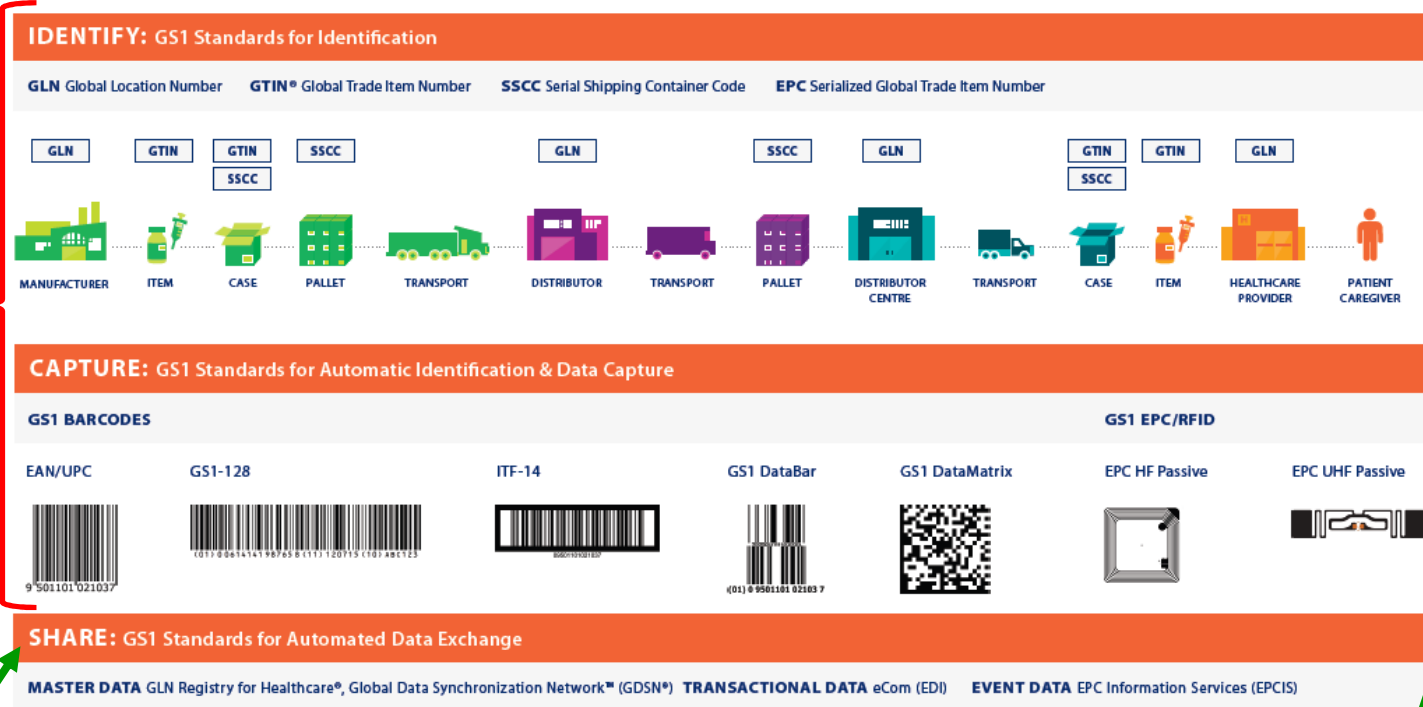 IDENTIFY: GS1 Standards for Identification
GLN Global Location Number GTIN® Global Trade Item Number SSCC Serial Shipping Container Code EPC Serialized Global Trade Item Number
GLN GTIN GTIN SSCC GLN SSCC GLN GTIN GTIN GLN
SSCC SSCC
H
MANUFACTURER ITEM CASE PALLET TRANSPORT DISTRIBUTOR TRANSPORT PALLET DISTRIBUTOR TRANSPORT CASE ITEM HEALTHCARE PATIENT
CENTRE PROVIDER CAREGIVER
CAPTURE: GS1 Standards for Automatic Identification & Data Capture
GS1 BARCODES GS1 EPC/RFID
EAN/UPC GS1-128 ITF-14 GS1 DataBar GS1 DataMatrix EPC HF Passive EPC UHF Passive
(01) 00614141987658 (11) 120715 (10) ABC123
9 501101 021037
(01) 0 9501101 02103 7
SHARE: GS1 Standards for Automated Data Exchange
MASTER DATA GLN Registry for Healthcare®, Global Data Synchronization Network™ (GDSN®) TRANSACTIONAL DATA eCom (EDI) EVENT DATA EPC Information Services (EPCIS)